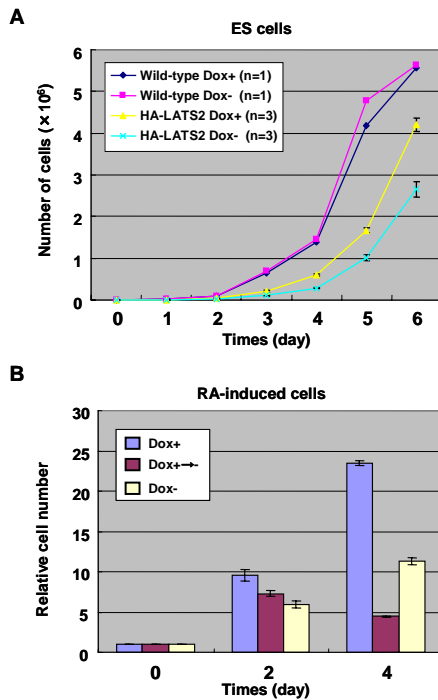 A
ES cells
Number of cells (×10⁶)
6
5
4
3
2
1
0
Wild-type Dox+ (n=1)
Wild-type Dox- (n=1)
HA-LATS2 Dox+ (n=3)
HA-LATS2 Dox- (n=3)
0 1 2 3 4 5 6
Times (day)
B
RA-induced cells
Relative cell number
30
25
20
15
10
5
0
Dox+
Dox+→-
Dox-
0 2 4
Times (day)